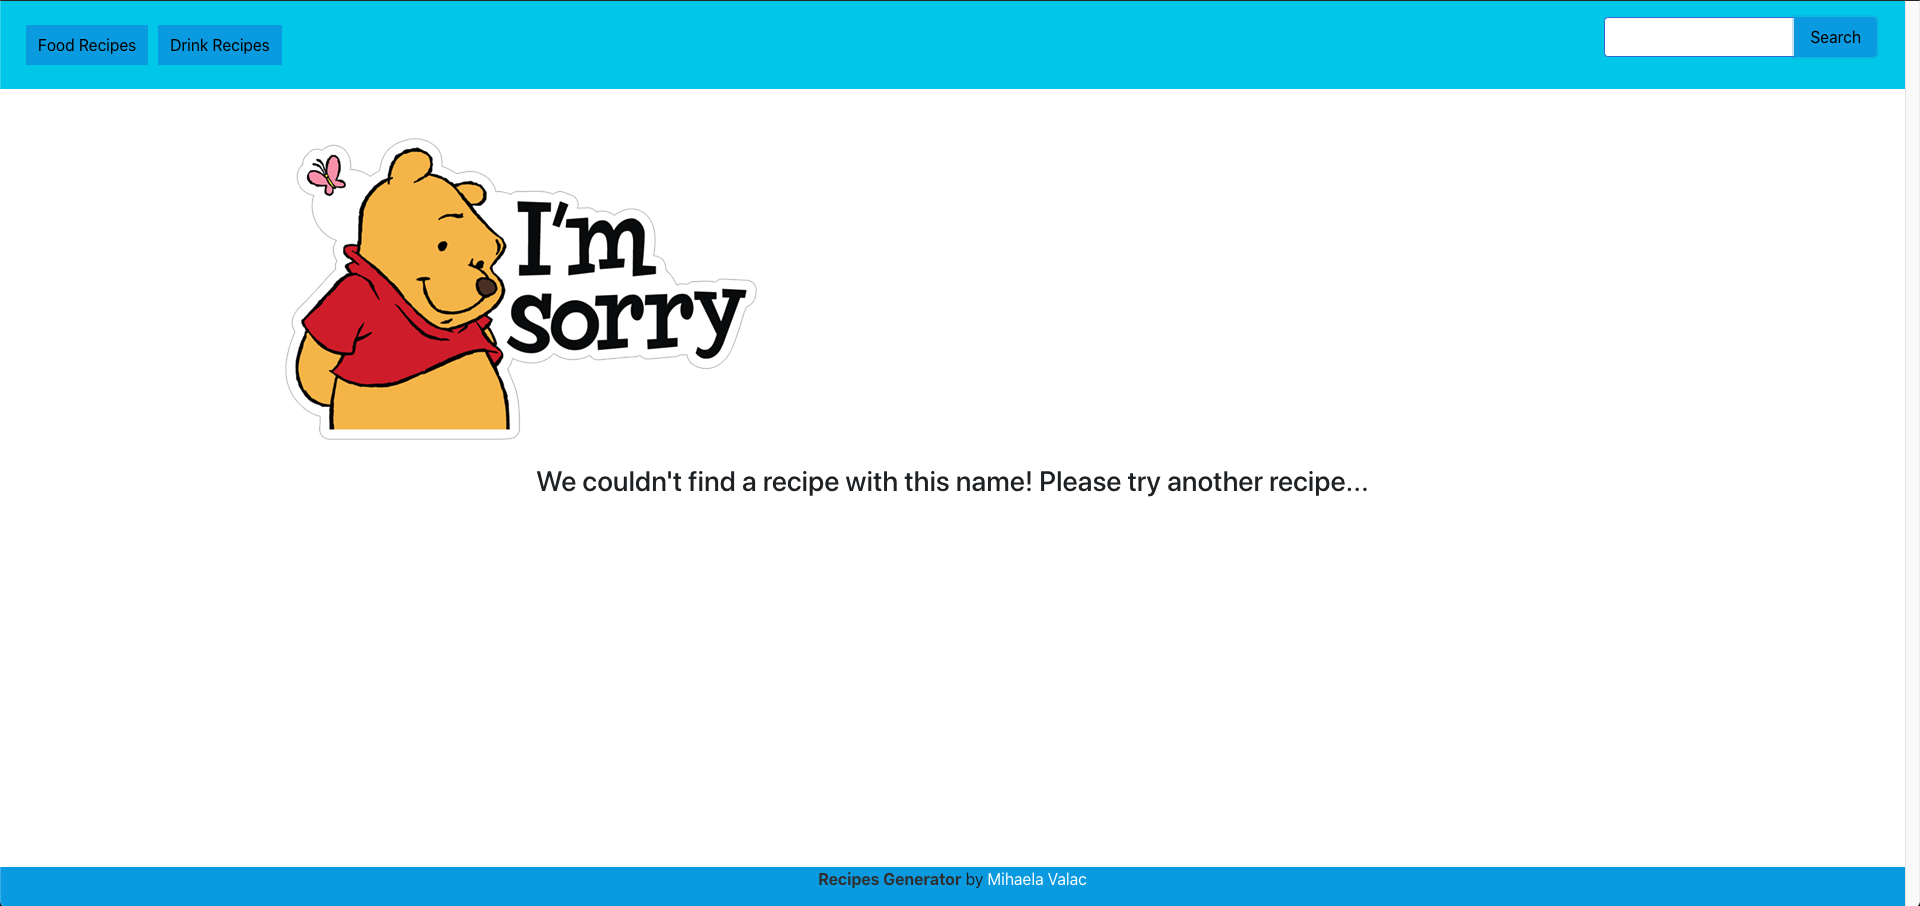 Food Recipes
Drink Recipes
Search
I'm
sorry
We couldn't find a recipe with this name! Please try another recipe...
Recipes Generator by Mihaela Valac